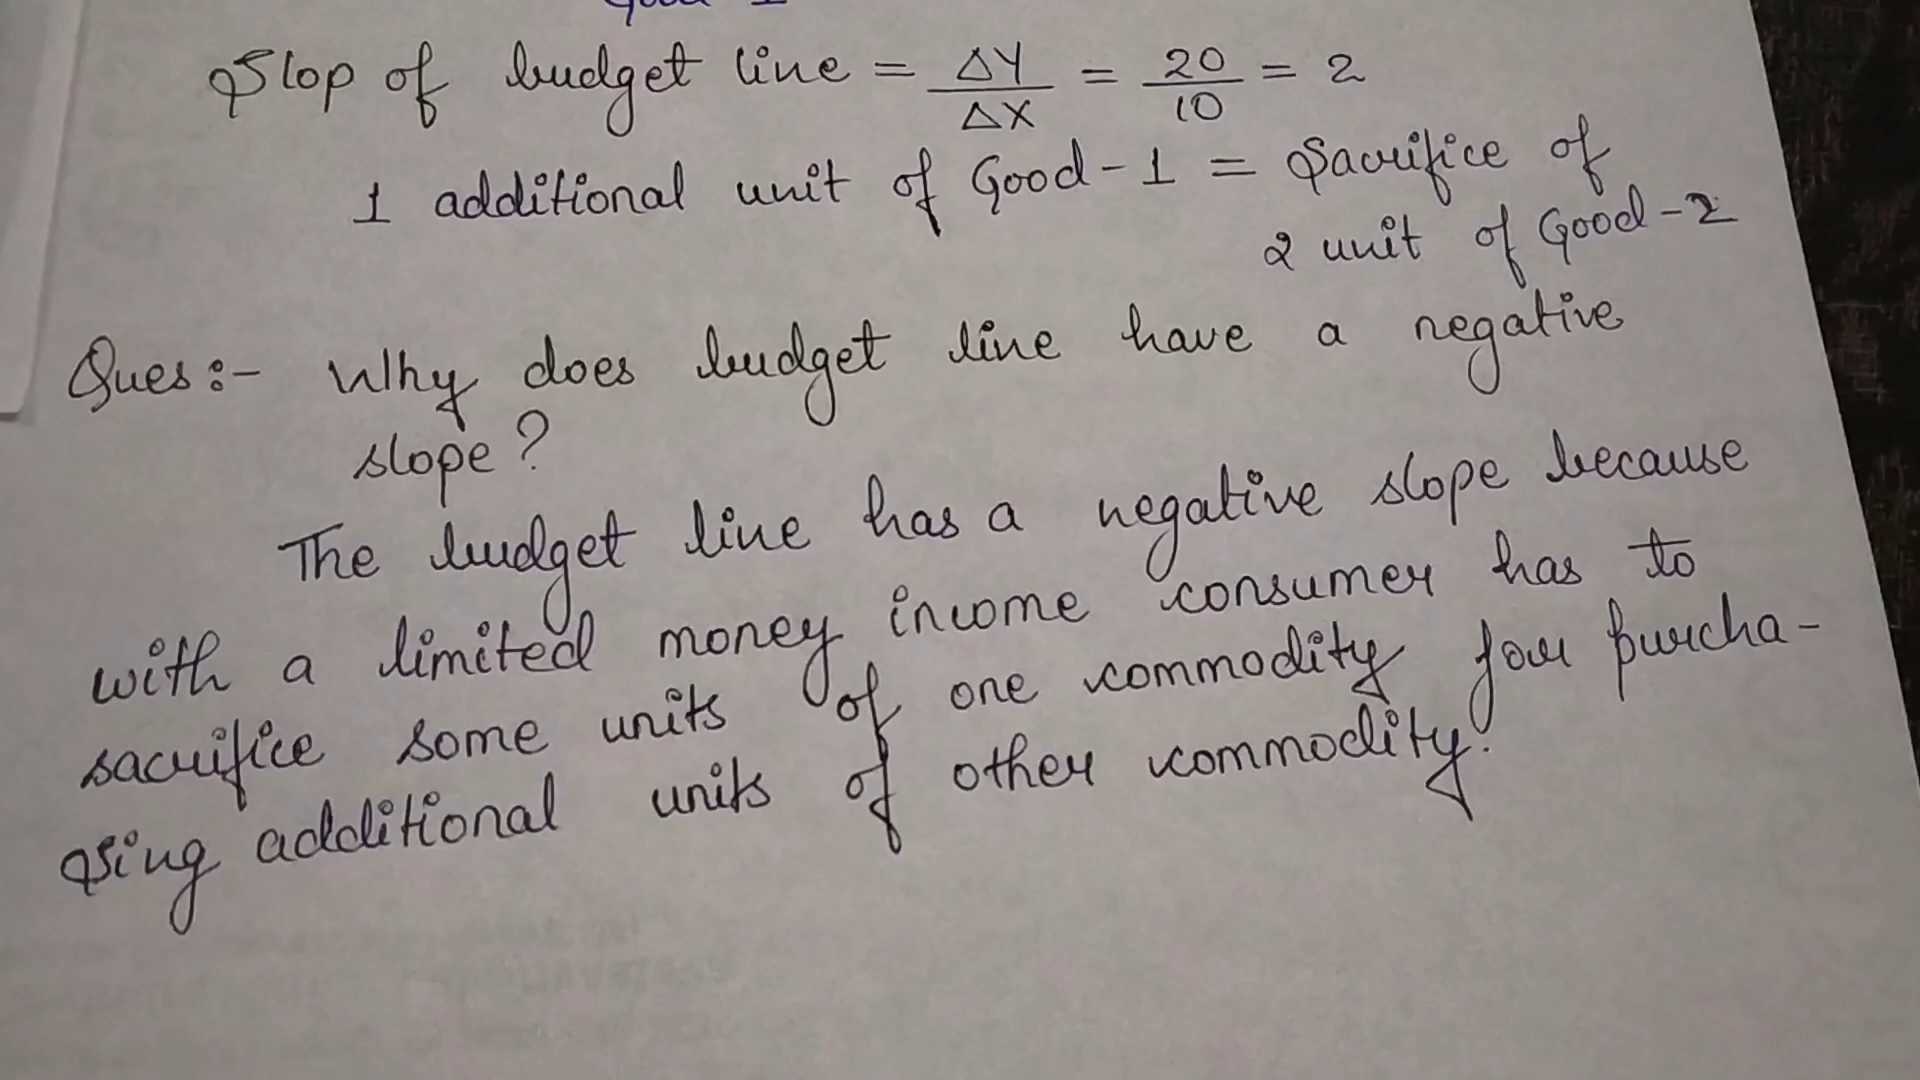 Good-1
Slop of budget line = ΔY/ΔX = 20/10 = 2
1 additional unit of Good-1 = Sacrifice of
2 unit of Good-2
Ques:- Why does budget line have a negative
slope?
The budget line has a negative slope because
with a limited money income consumer has to
sacrifice some units of one commodity for purcha-
sing additional units of other commodity.